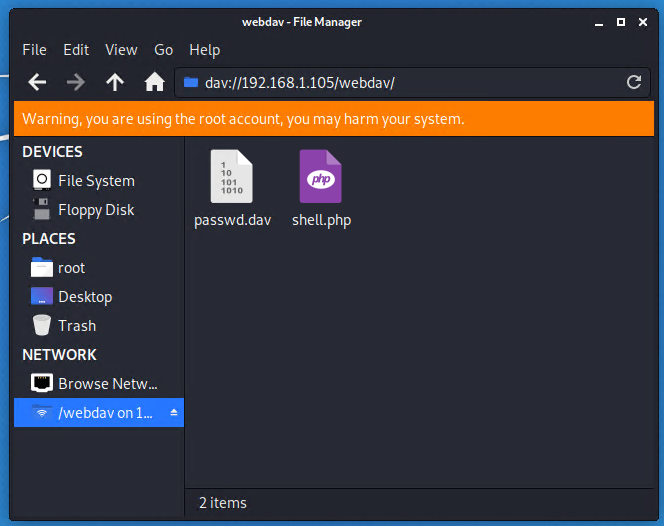 webdav - File Manager
File Edit View Go Help
dav://192.168.1.105/webdav/
Warning, you are using the root account, you may harm your system.
DEVICES
File System
Floppy Disk
PLACES
root
Desktop
Trash
NETWORK
Browse Netw...
/webdav on 1...
1
10
101
1010
passwd.dav
php
shell.php
2 items